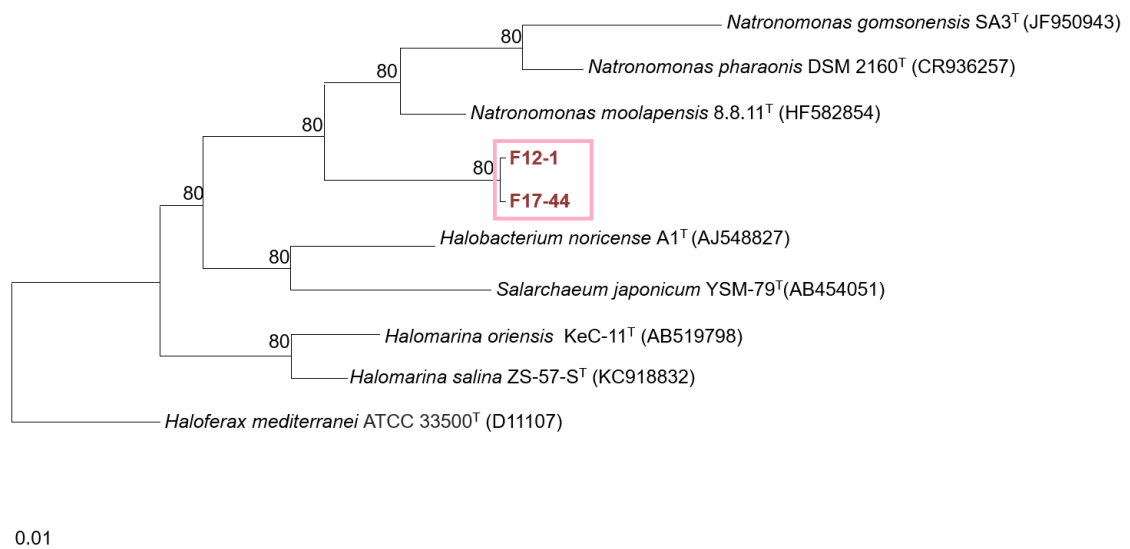 80
Natronomonas gomsonensis SA3ᵀ (JF950943)
80
Natronomonas pharaonis DSM 2160ᵀ (CR936257)
80
Natronomonas moolapensis 8.8.11ᵀ (HF582854)
80
F12-1
80
F17-44
80
Halobacterium noricense A1ᵀ (AJ548827)
80
Salarchaeum japonicum YSM-79ᵀ(AB454051)
80
Halomarina oriensis KeC-11ᵀ (AB519798)
Halomarina salina ZS-57-Sᵀ (KC918832)
Haloferax mediterranei ATCC 33500ᵀ (D11107)
0.01